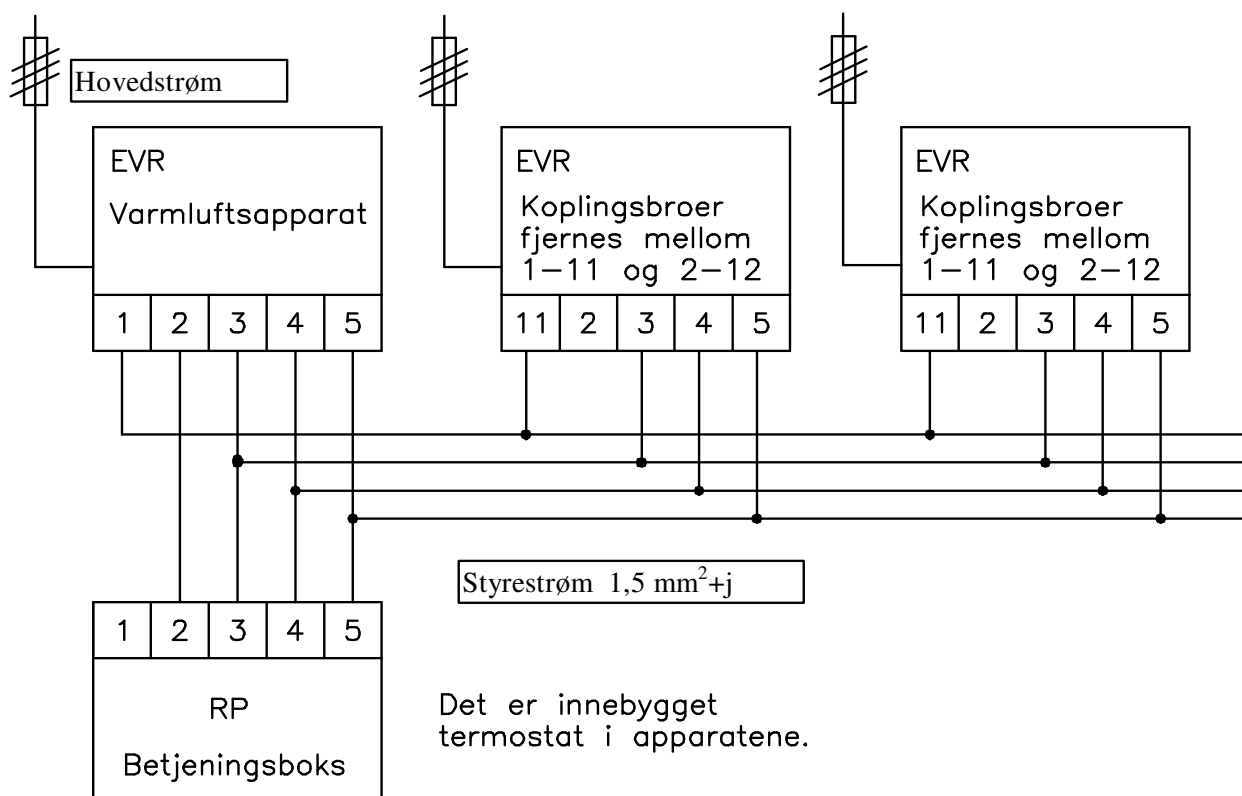 Hovedstrøm
EVR
Varmluftsapparat
1 2 3 4 5
EVR
Koplingsbroer
fjernes mellom
1-11 og 2-12
11 2 3 4 5
EVR
Koplingsbroer
fjernes mellom
1-11 og 2-12
11 2 3 4 5
Styrestrøm 1,5 mm²+j
1 2 3 4 5
RP
Betjeningsboks
Det er innebygget
termostat i apparatene.